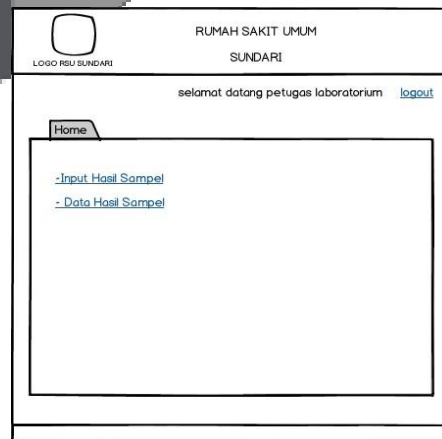 RUMAH SAKIT UMUM
SUNDARI
LOGO RSU SUNDARI
selamat datang petugas laboratorium logout
Home
-Input Hasil Sampel
- Data Hasil Sampel